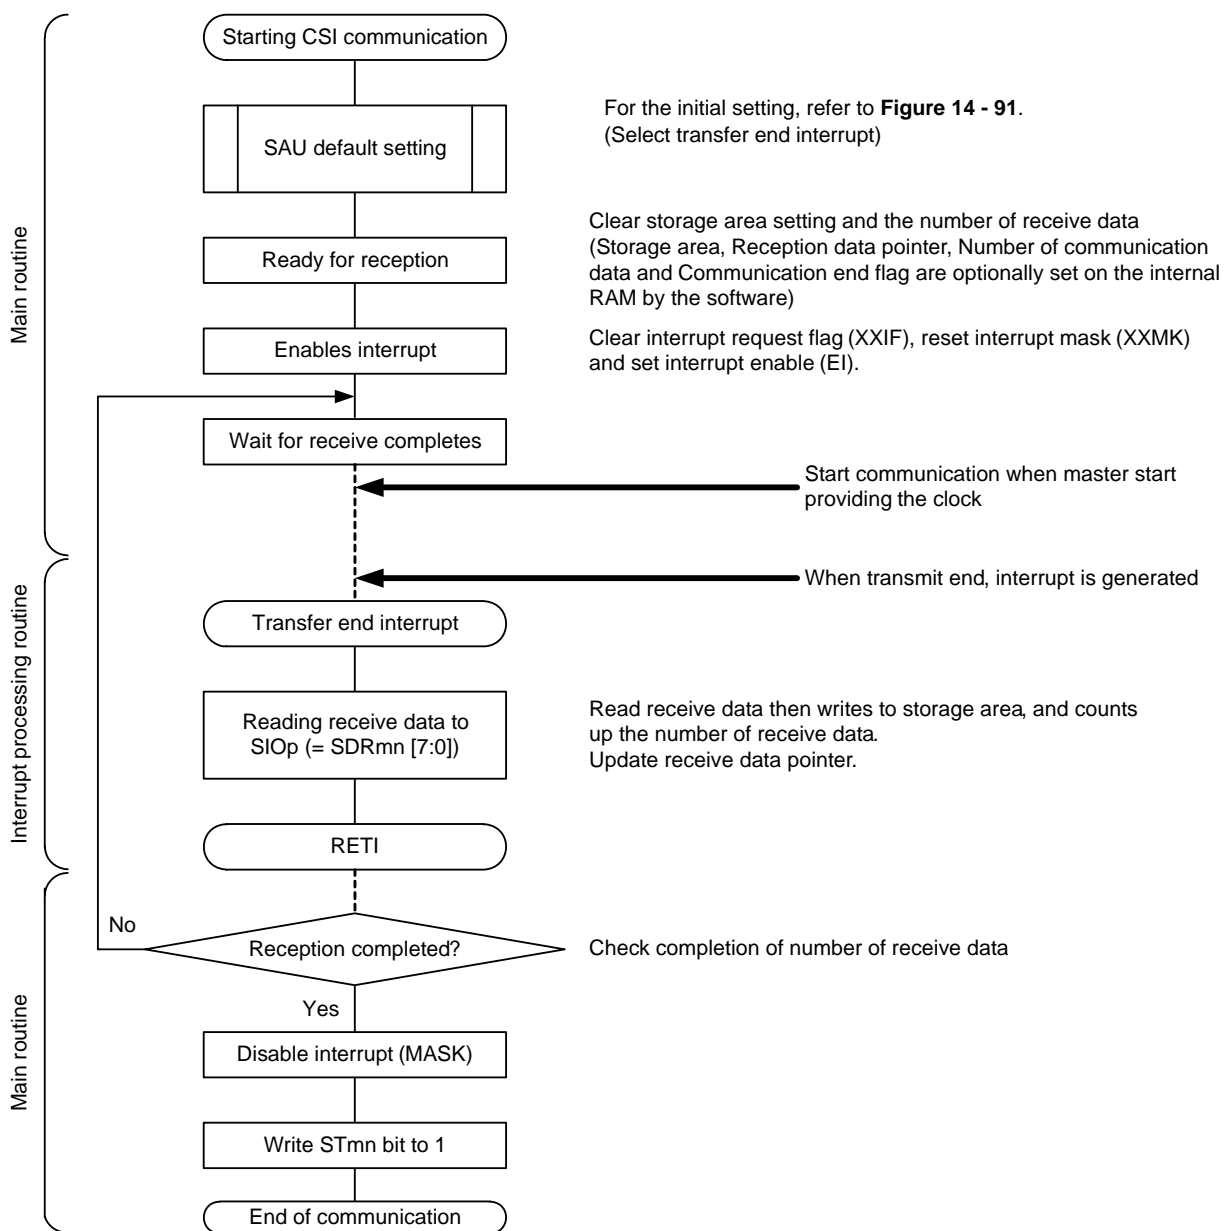 Starting CSI communication
For the initial setting, refer to Figure 14 - 91.
(Select transfer end interrupt)
SAU default setting
Main routine
Clear storage area setting and the number of receive data
(Storage area, Reception data pointer, Number of communication
data and Communication end flag are optionally set on the internal
RAM by the software)
Ready for reception
Enables interrupt
Clear interrupt request flag (XXIF), reset interrupt mask (XXMK)
and set interrupt enable (EI).
Wait for receive completes
Start communication when master start
providing the clock
When transmit end, interrupt is generated
Interrupt processing routine
Transfer end interrupt
Reading receive data to
SIOp (= SDRmn [7:0])
Read receive data then writes to storage area, and counts
up the number of receive data.
Update receive data pointer.
RETI
No
Reception completed?
Check completion of number of receive data
Yes
Main routine
Disable interrupt (MASK)
Write STmn bit to 1
End of communication